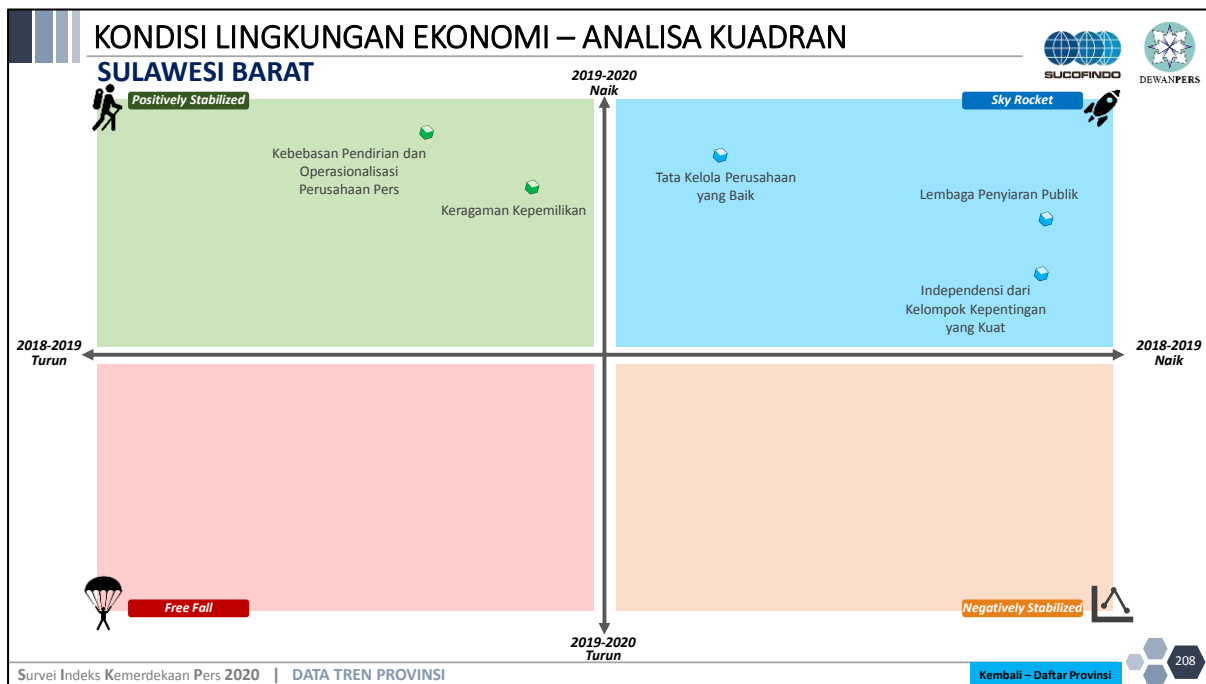 KONDISI LINGKUNGAN EKONOMI – ANALISA KUADRAN
SULAWESI BARAT
SUCOFINDO
DEWANPERS
2019-2020
Naik
Positively Stabilized
Sky Rocket
Kebebasan Pendirian dan
Operasionalisasi
Perusahaan Pers
Keragaman Kepemilikan
Tata Kelola Perusahaan
yang Baik
Lembaga Penyiaran Publik
Independensi dari
Kelompok Kepentingan
yang Kuat
2018-2019
Turun
2018-2019
Naik
Free Fall
Negatively Stabilized
2019-2020
Turun
Survei Indeks Kemerdekaan Pers 2020 | DATA TREN PROVINSI
Kembali – Daftar Provinsi
208